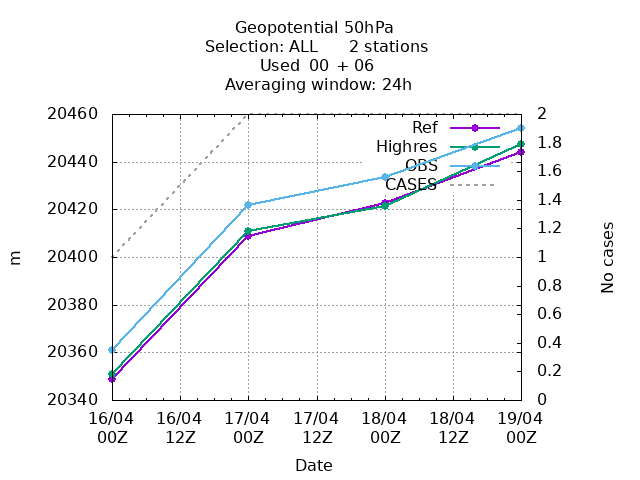 Geopotential 50hPa
Selection: ALL      2 stations
Used  00  + 06
Averaging window: 24h
20460
20440
20420
20400
20380
20360
20340
m
2
1.8
1.6
1.4
1.2
1
0.8
0.6
0.4
0.2
0
No cases
Ref
Highres
OBS
CASES
16/04 16/04 17/04 17/04 18/04 18/04 19/04
00Z 12Z 00Z 12Z 00Z 12Z 00Z
Date